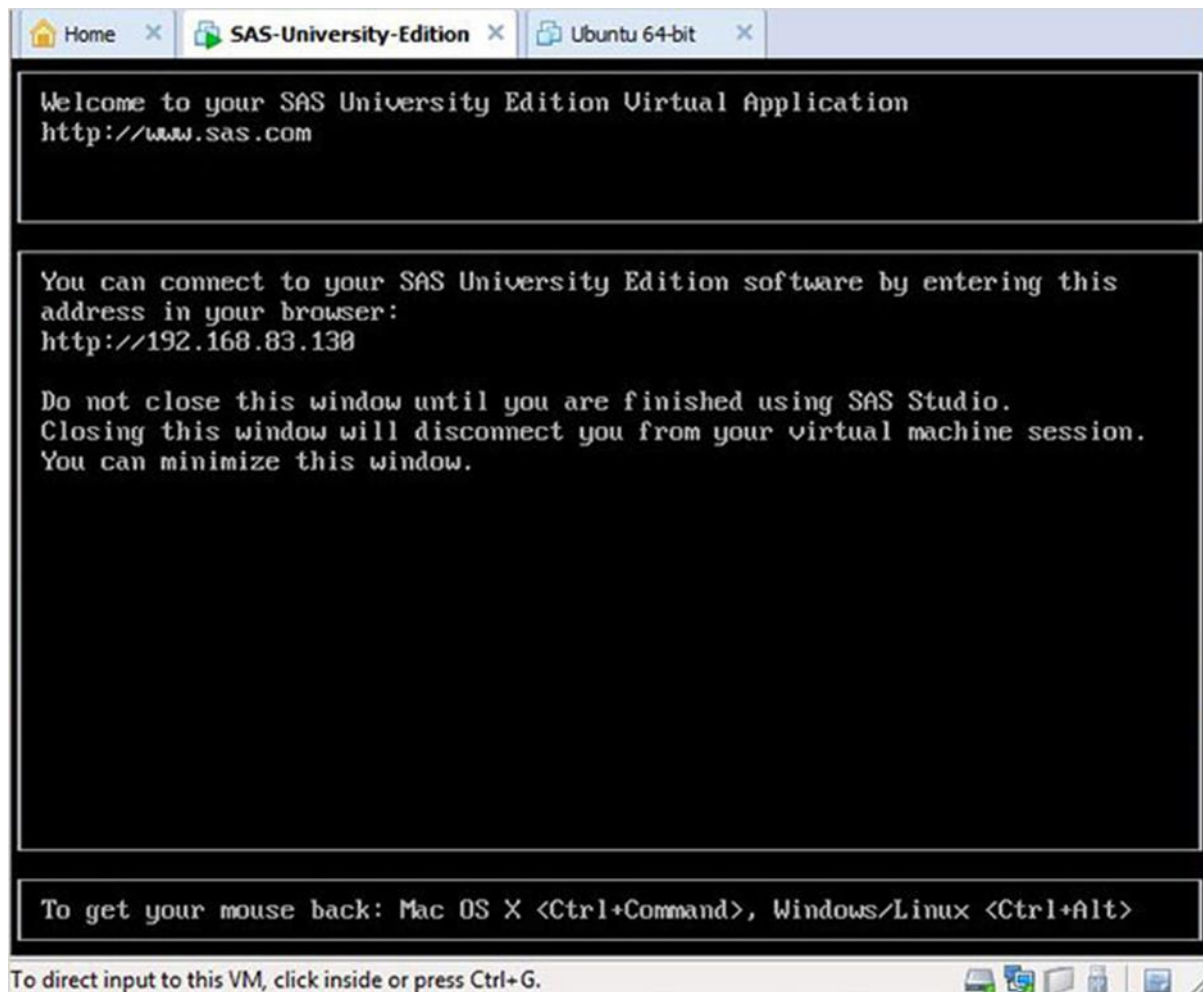 Home
SAS-University-Edition
Ubuntu 64-bit
Welcome to your SAS University Edition Virtual Application
http://www.sas.com
You can connect to your SAS University Edition software by entering this
address in your browser:
http://192.168.83.130
Do not close this window until you are finished using SAS Studio.
Closing this window will disconnect you from your virtual machine session.
You can minimize this window.
To get your mouse back: Mac OS X <Ctrl+Command>, Windows/Linux <Ctrl+Alt>
To direct input to this VM, click inside or press Ctrl+G.